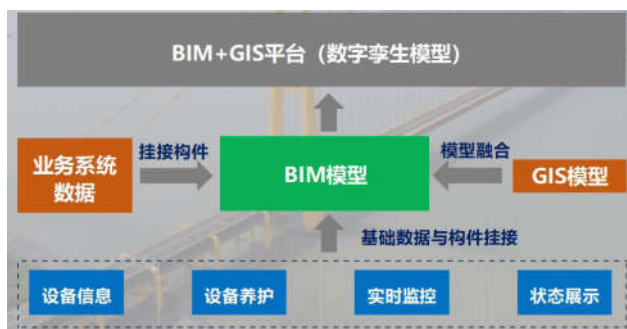 BIM+GIS平台（数字孪生模型）
业务系统
数据
挂接构件
BIM模型
模型融合
GIS模型
基础数据与构件挂接
设备信息
设备养护
实时监控
状态展示